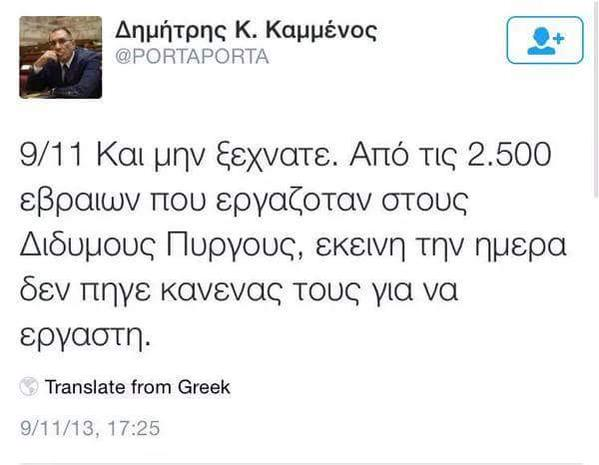 Δημήτρης Κ. Καμμένος
@PORTAPORTA
9/11 Και μην ξεχνατε. Από τις 2.500
εβραιων που εργαζοταν στους
Διδυμους Πυργους, εκεινη την ημερα
δεν πηγε κανενας τους για να
εργαστη.
Translate from Greek
9/11/13, 17:25